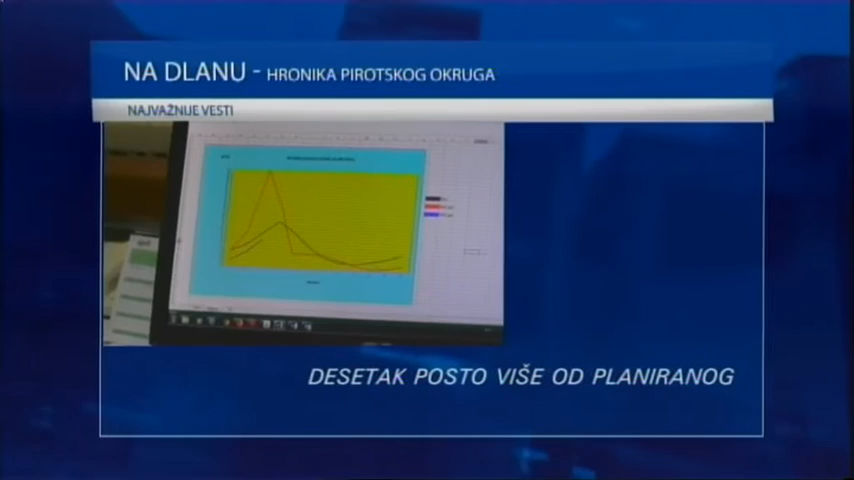 NA DLANU - HRONIKA PIROTSKOG OKRUGA
NAJVAŽNIJE VESTI
DESETAK POSTO VIŠE OD PLANIRANOG